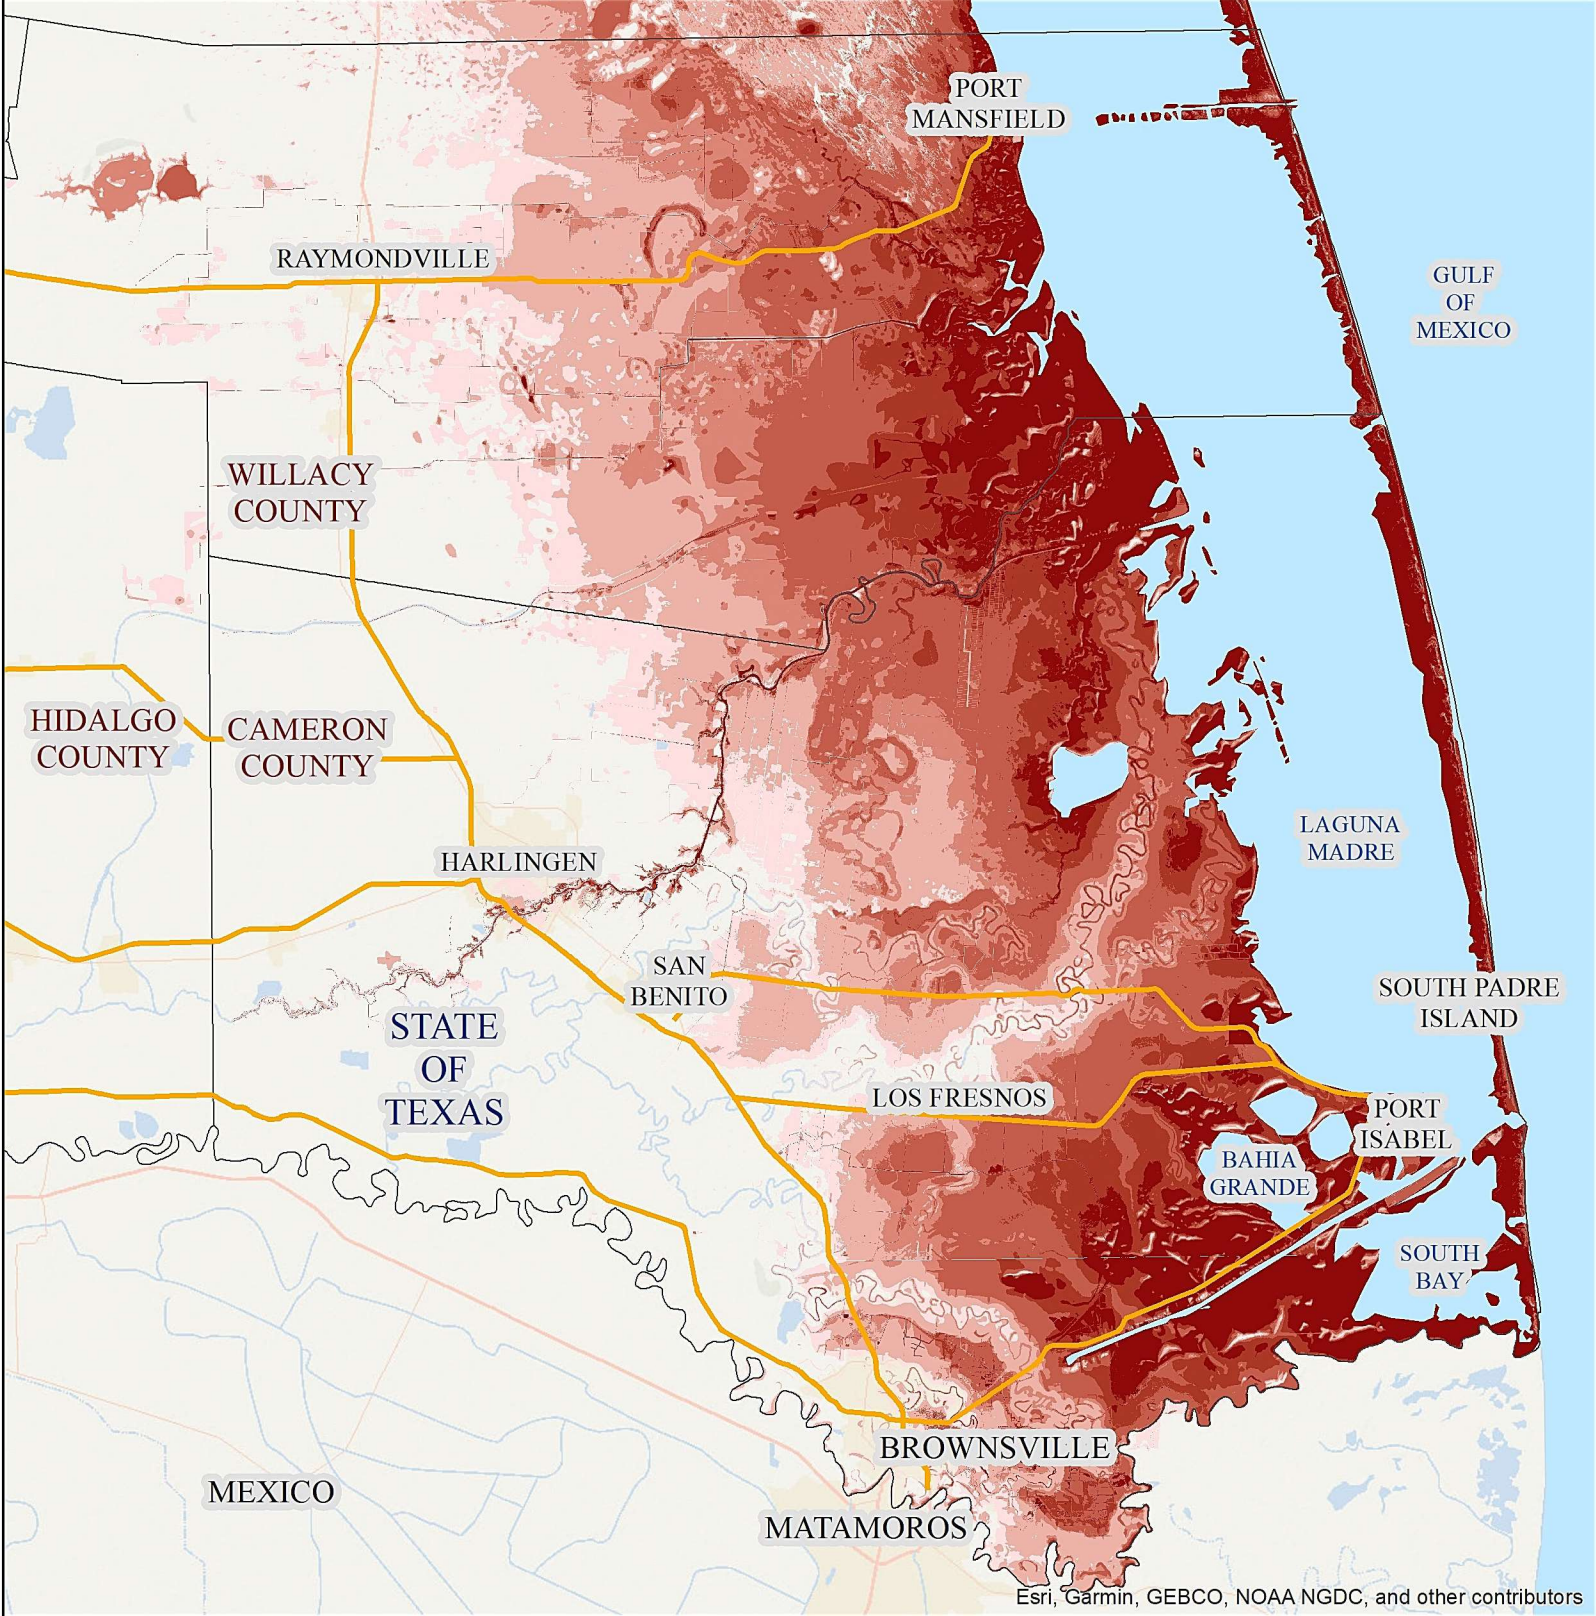 PORT
MANSFIELD
RAYMONDVILLE
GULF
OF
MEXICO
WILLACY
COUNTY
HIDALGO
COUNTY
CAMERON
COUNTY
LAGUNA
MADRE
HARLINGEN
SAN
BENITO
SOUTH PADRE
ISLAND
STATE
OF
TEXAS
LOS FRESNOS
PORT
ISABEL
BAHIA
GRANDE
SOUTH
BAY
BROWNSVILLE
MEXICO
MATAMOROS
Esri, Garmin, GEBCO, NOAA NGDC, and other contributors